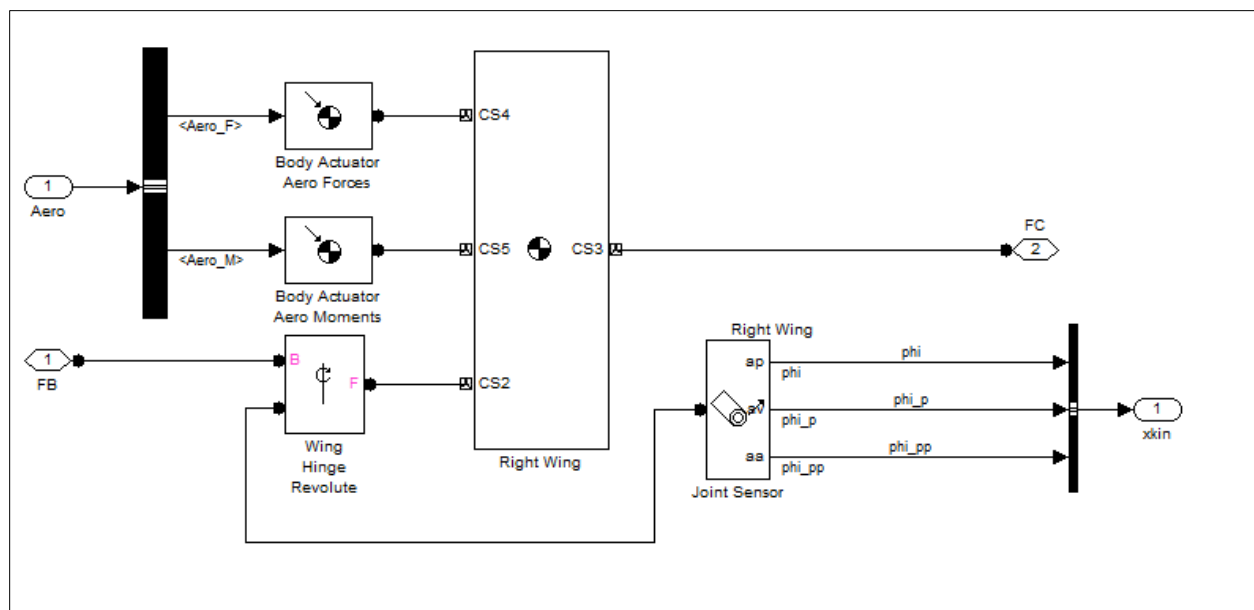 1
Aero
<Aero_F>
Body Actuator
Aero Forces
<Aero_M>
Body Actuator
Aero Moments
1
FB
B
F
Wing
Hinge
Revolute
CS4
CS5
CS3
CS2
Right Wing
FC
2
Right Wing
ap
av
aa
Joint Sensor
phi
phi
phi_p
phi_p
phi_pp
phi_pp
1
xkin